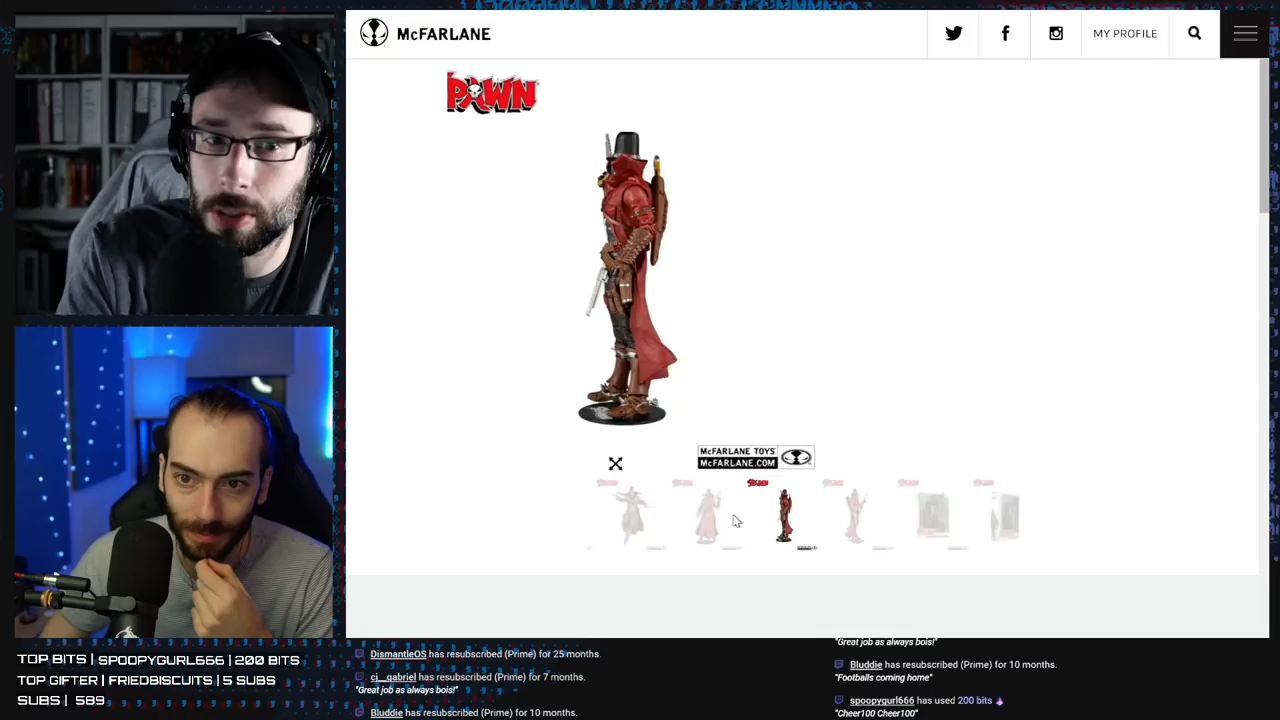 McFARLANE
MY PROFILE
PAWN
McFARLANE TOYS
McFARLANE.COM
TOP BITS | SPOOPYGURL666 | 200 BITS
TOP GIFTER | FRIEDBISCUITS | 5 SUBS
SUBS | 589
DismantleOS has resubscribed (Prime) for 25 months.
cj__gabriel has resubscribed (Prime) for 7 months.
"Great job as always bois!"
Bluddie has resubscribed (Prime) for 10 months.
"Great job as always bois!"
Bluddie has resubscribed (Prime) for 10 months.
"Footballs coming home"
spoopygurl666 has used 200 bits
"Cheer100 Cheer100"